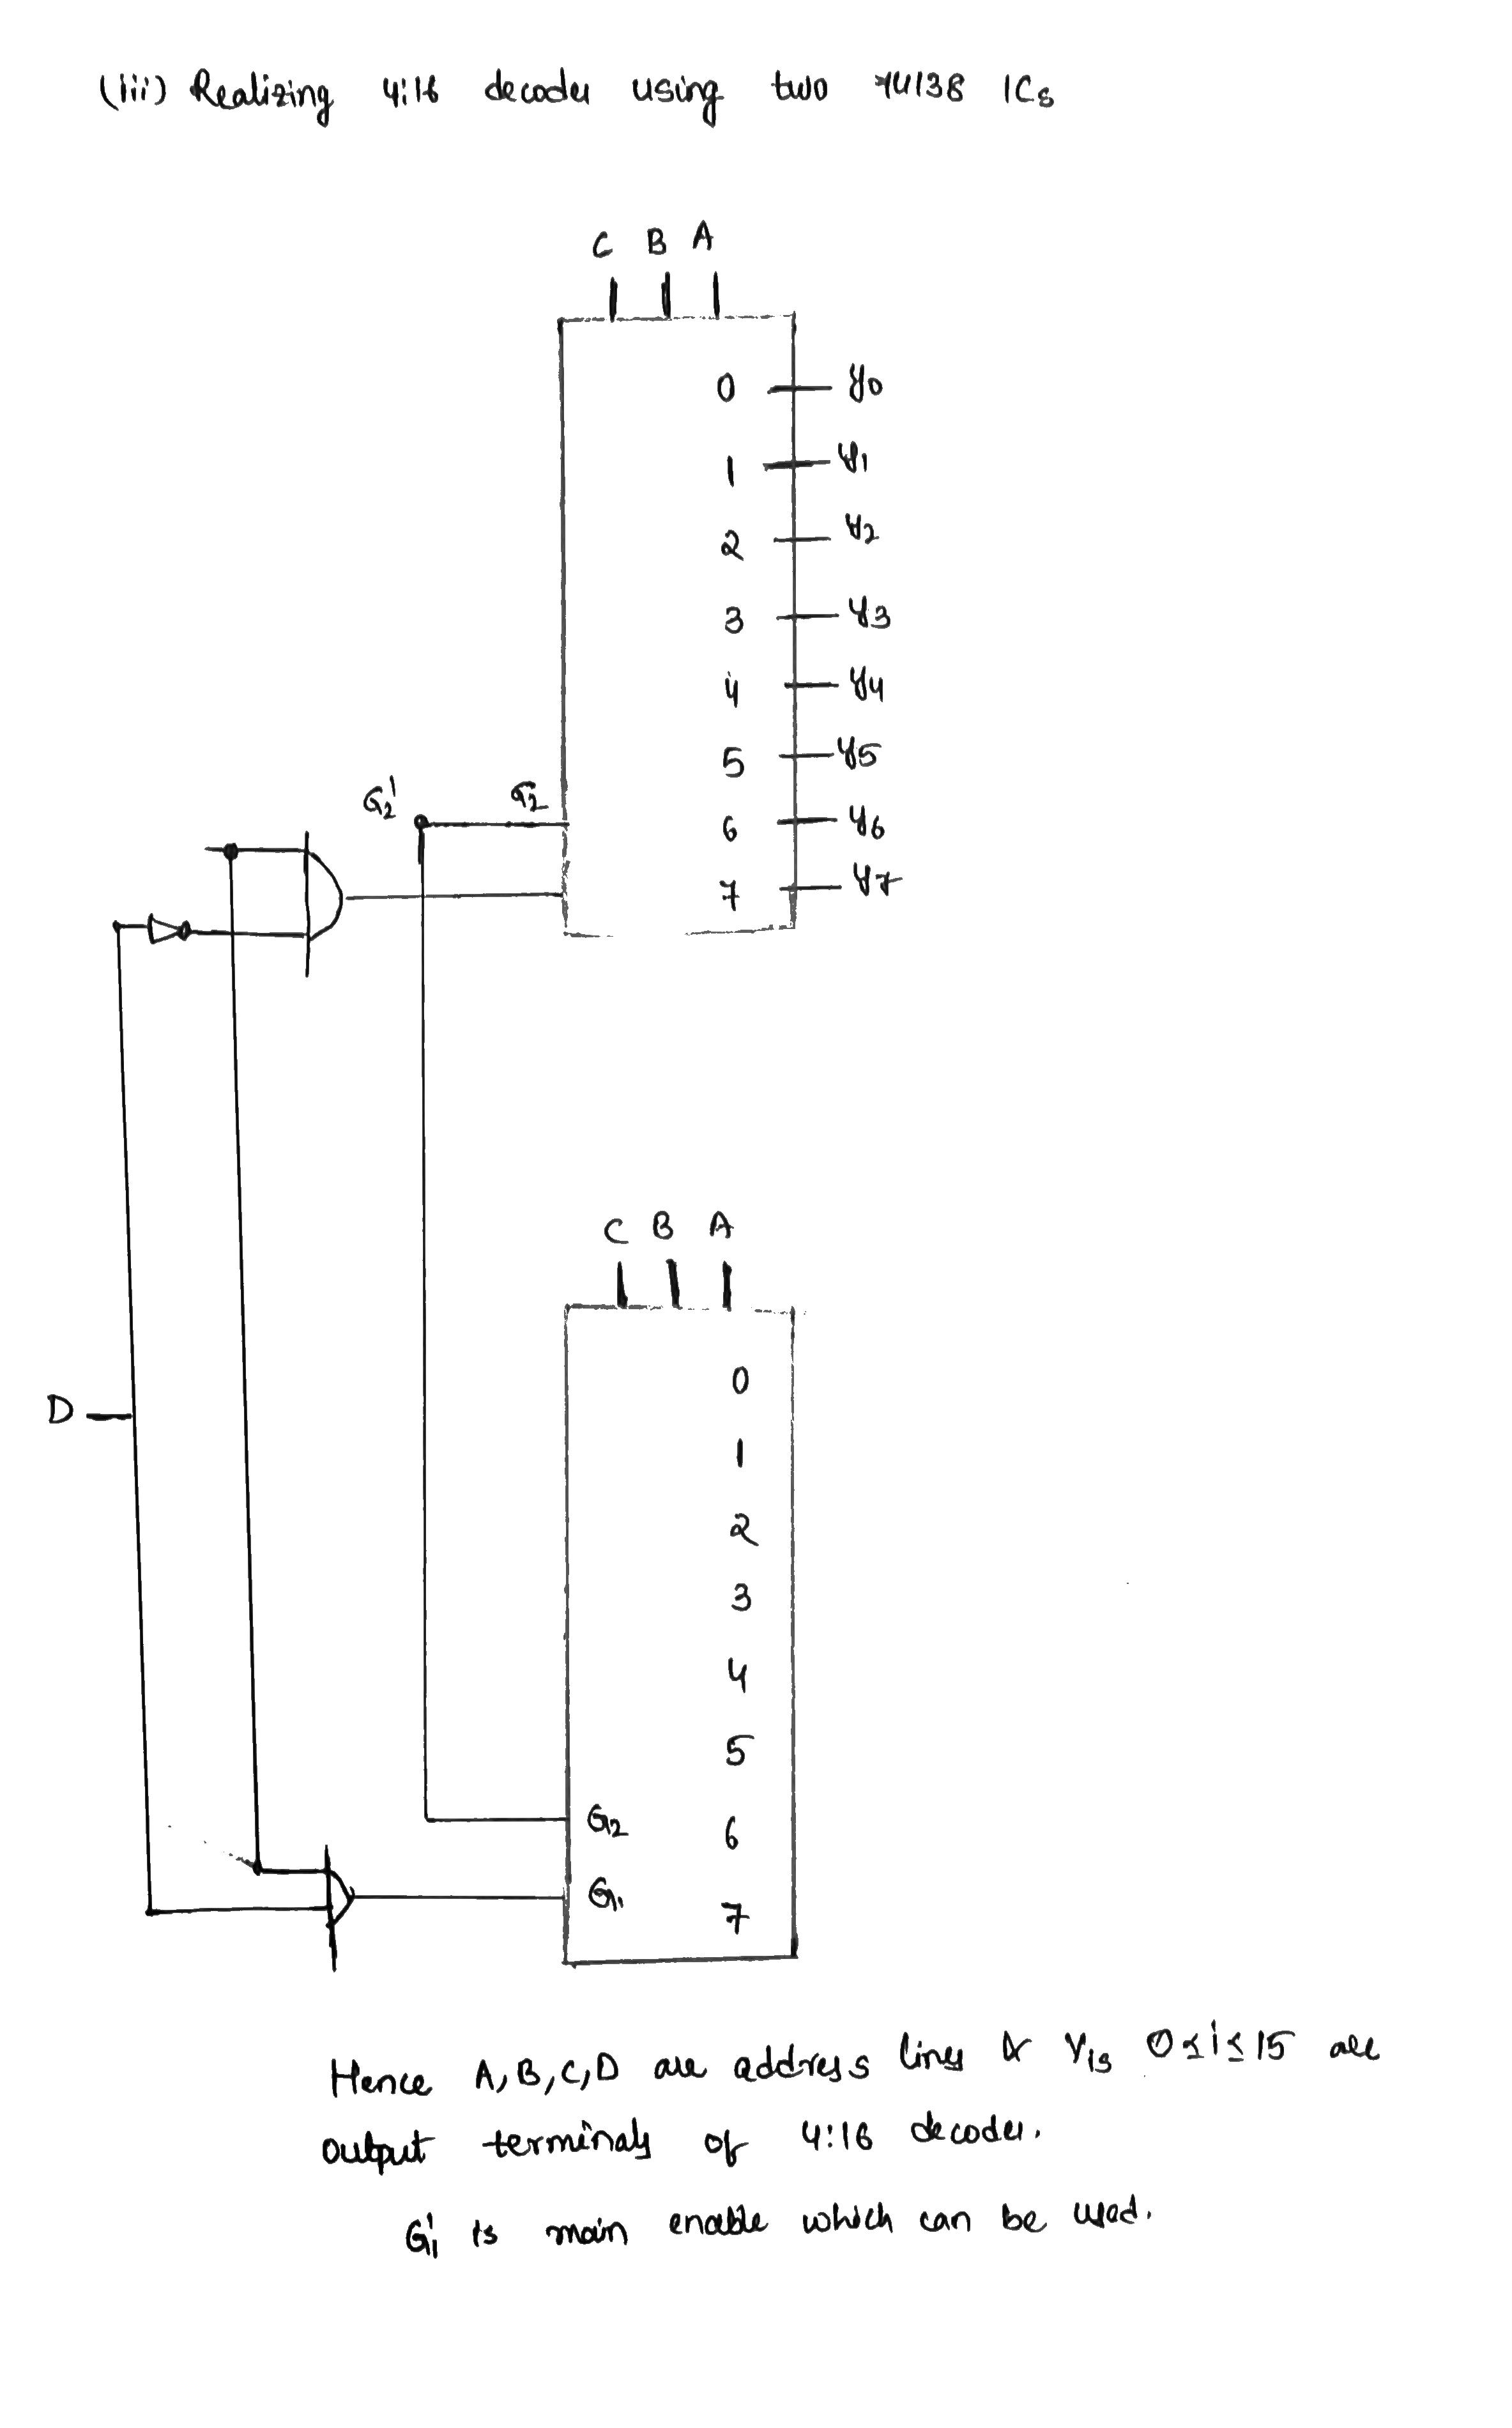 (iii) Realizing 4:16 decoder using two 74138 ICs
C B A
0 Y0
1 Y1
2 Y2
3 Y3
4 Y4
5 Y5
G2' G2
6 Y6
7 Y7
C B A
0
1
D
2
3
4
5
G2 6
G1 7
Hence A, B, C, D are address lines & Yis 0≤i≤15 are
output terminals of 4:16 decoder.
G1' is main enable which can be used.